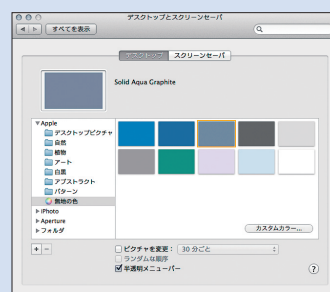 デスクトップとスクリーンセーバ
すべてを表示
デスクトップ スクリーンセーバ
Solid Aqua Graphite
Apple
デスクトップピクチャ
自然
植物
アート
白黒
アブストラクト
パターン
無地の色
iPhoto
Aperture
フォルダ
カスタムカラー...
+ -
ピクチャを変更： 30 分ごと
ランダムな順序
半透明メニューバー
?